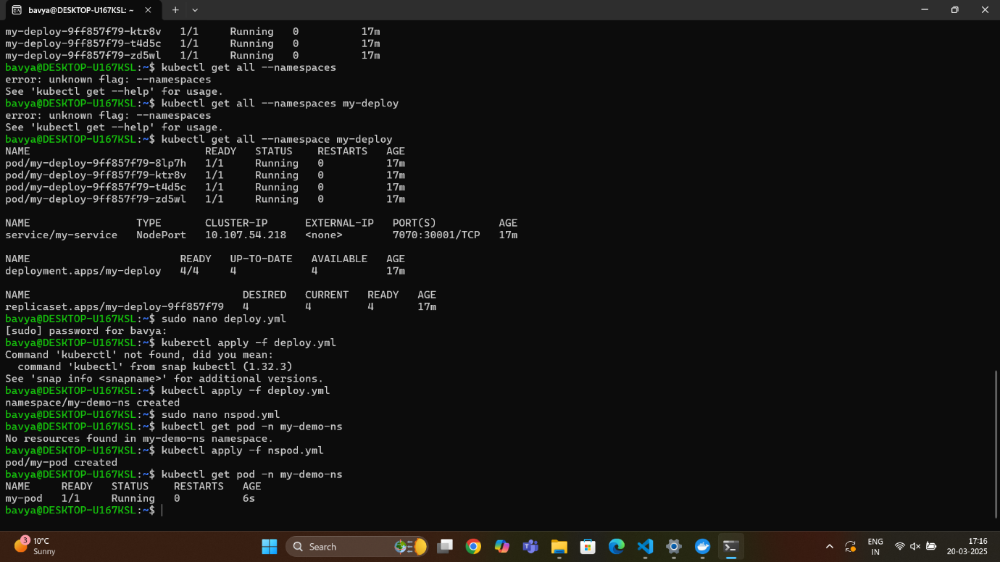 bavya@DESKTOP-U167KSL: ~
my-deploy-9ff857f79-ktr8v   1/1     Running   0          17m
my-deploy-9ff857f79-t4d5c   1/1     Running   0          17m
my-deploy-9ff857f79-zd5wl   1/1     Running   0          17m
bavya@DESKTOP-U167KSL:~$ kubectl get all --namespaces
error: unknown flag: --namespaces
See 'kubectl get --help' for usage.
bavya@DESKTOP-U167KSL:~$ kubectl get all --namespaces my-deploy
error: unknown flag: --namespaces
See 'kubectl get --help' for usage.
bavya@DESKTOP-U167KSL:~$ kubectl get all --namespace my-deploy
NAME                            READY   STATUS    RESTARTS   AGE
pod/my-deploy-9ff857f79-8lp7h   1/1     Running   0          17m
pod/my-deploy-9ff857f79-ktr8v   1/1     Running   0          17m
pod/my-deploy-9ff857f79-t4d5c   1/1     Running   0          17m
pod/my-deploy-9ff857f79-zd5wl   1/1     Running   0          17m
NAME                 TYPE       CLUSTER-IP      EXTERNAL-IP   PORT(S)          AGE
service/my-service   NodePort   10.107.54.218   <none>        7070:30001/TCP   17m
NAME                        READY   UP-TO-DATE   AVAILABLE   AGE
deployment.apps/my-deploy   4/4     4            4           17m
NAME                                  DESIRED   CURRENT   READY   AGE
replicaset.apps/my-deploy-9ff857f79   4         4         4       17m
bavya@DESKTOP-U167KSL:~$ sudo nano deploy.yml
[sudo] password for bavya:
bavya@DESKTOP-U167KSL:~$ kuberctl apply -f deploy.yml
Command 'kuberctl' not found, did you mean:
  command 'kubectl' from snap kubectl (1.32.3)
See 'snap info <snapname>' for additional versions.
bavya@DESKTOP-U167KSL:~$ kubectl apply -f deploy.yml
namespace/my-demo-ns created
bavya@DESKTOP-U167KSL:~$ sudo nano nspod.yml
bavya@DESKTOP-U167KSL:~$ kubectl get pod -n my-demo-ns
No resources found in my-demo-ns namespace.
bavya@DESKTOP-U167KSL:~$ kubectl apply -f nspod.yml
pod/my-pod created
bavya@DESKTOP-U167KSL:~$ kubectl get pod -n my-demo-ns
NAME     READY   STATUS    RESTARTS   AGE
my-pod   1/1     Running   0          6s
bavya@DESKTOP-U167KSL:~$
3
10°C
Sunny
Search
ENG
IN
17:16
20-03-2025